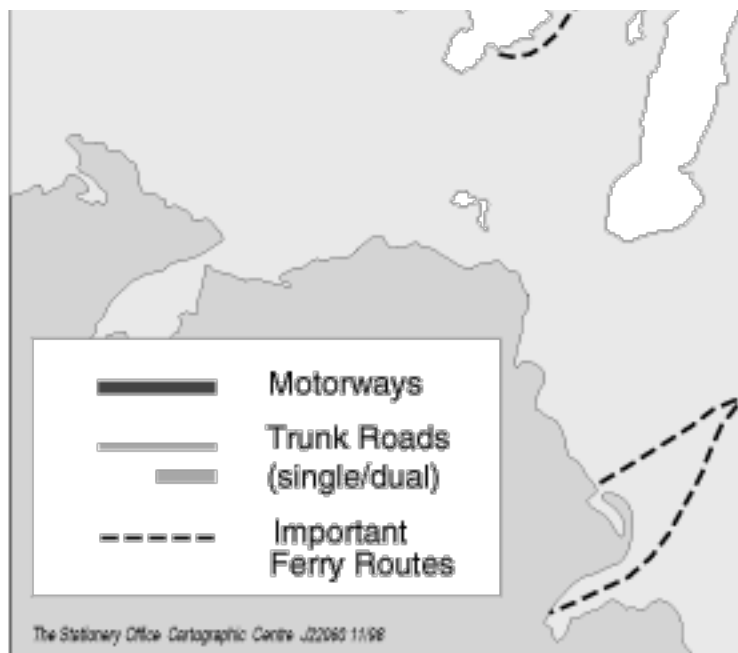 Motorways
Trunk Roads
(single/dual)
Important
Ferry Routes
The Stationery Office Cartographic Centre J22060 11/98